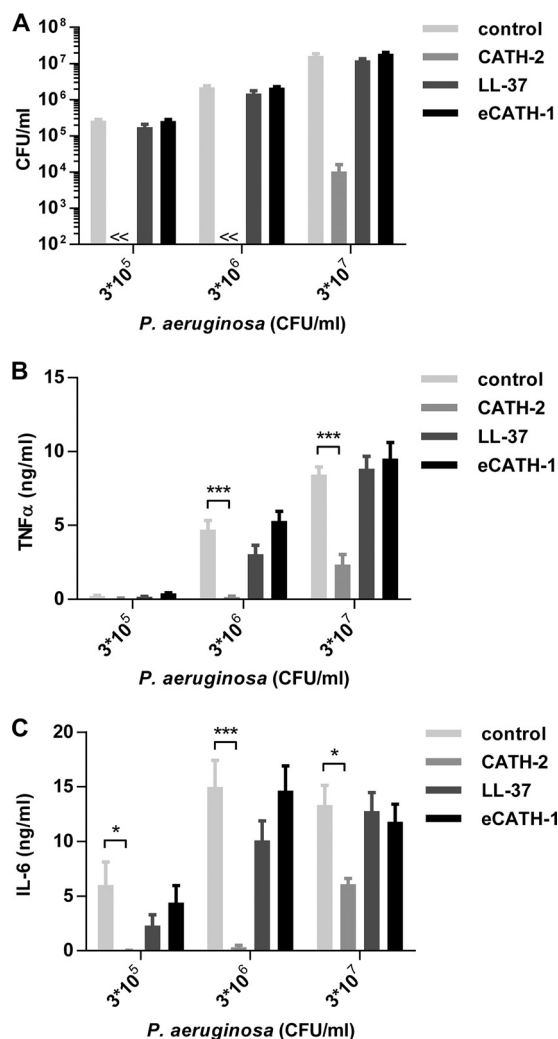 A
CFU/ml
10⁸
10⁷
10⁶
10⁵
10⁴
10³
10²
<<
<<
3*10⁵
3*10⁶
3*10⁷
P. aeruginosa (CFU/ml)
control
CATH-2
LL-37
eCATH-1
B
TNFα (ng/ml)
15
10
5
0
***
***
3*10⁵
3*10⁶
3*10⁷
P. aeruginosa (CFU/ml)
control
CATH-2
LL-37
eCATH-1
C
IL-6 (ng/ml)
20
15
10
5
0
*
***
*
3*10⁵
3*10⁶
3*10⁷
P. aeruginosa (CFU/ml)
control
CATH-2
LL-37
eCATH-1